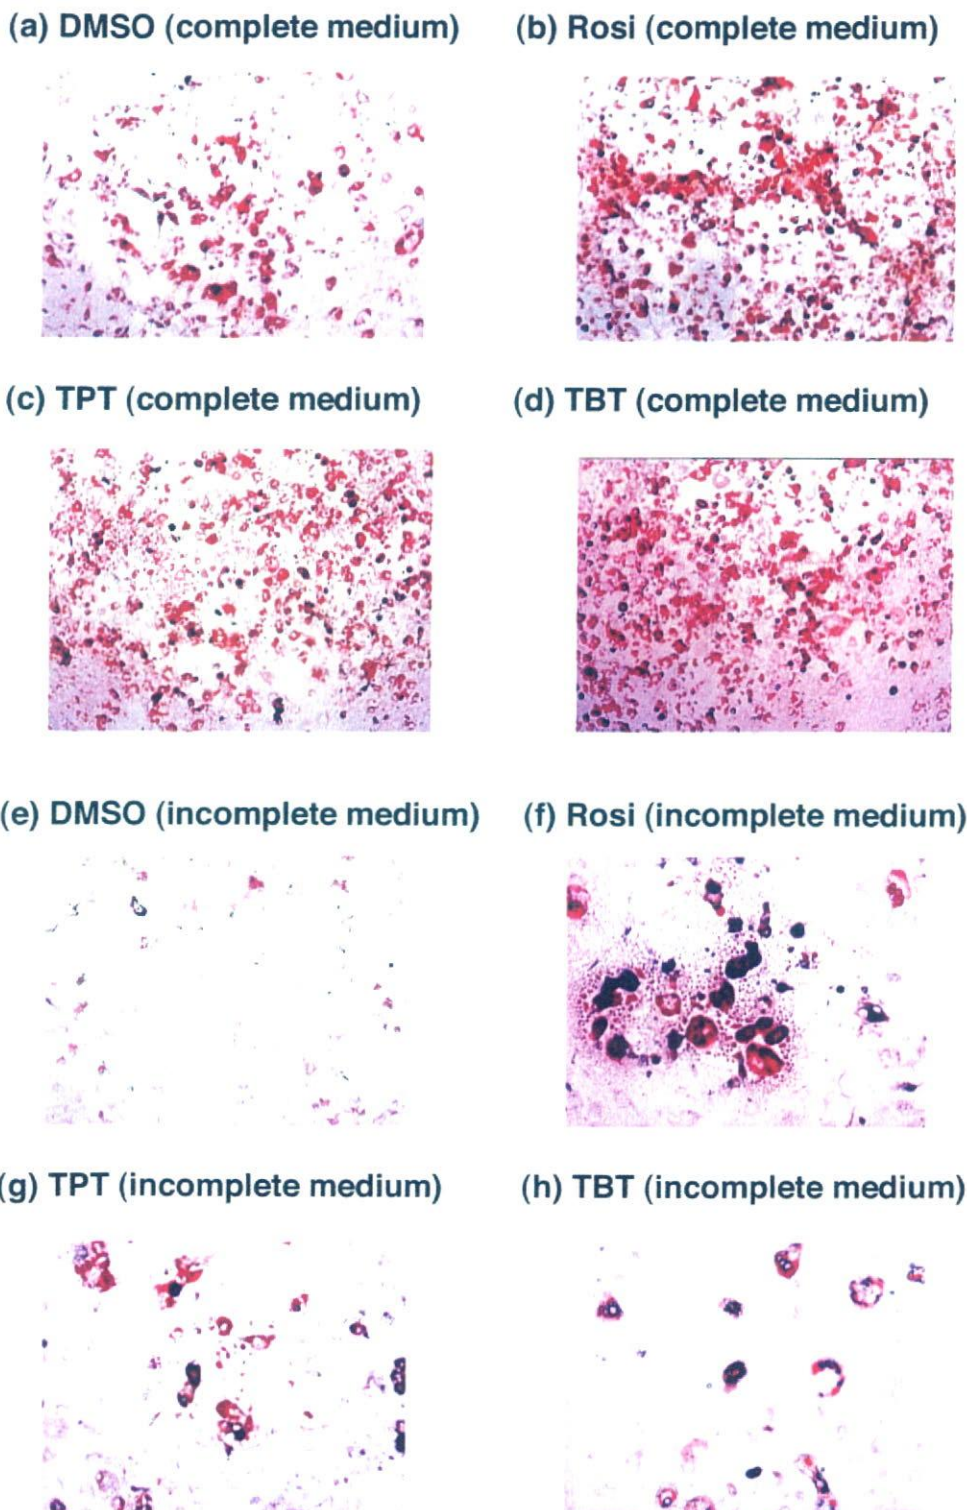 (a) DMSO (complete medium)
(b) Rosi (complete medium)
(c) TPT (complete medium)
(d) TBT (complete medium)
(e) DMSO (incomplete medium)
(f) Rosi (incomplete medium)
(g) TPT (incomplete medium)
(h) TBT (incomplete medium)